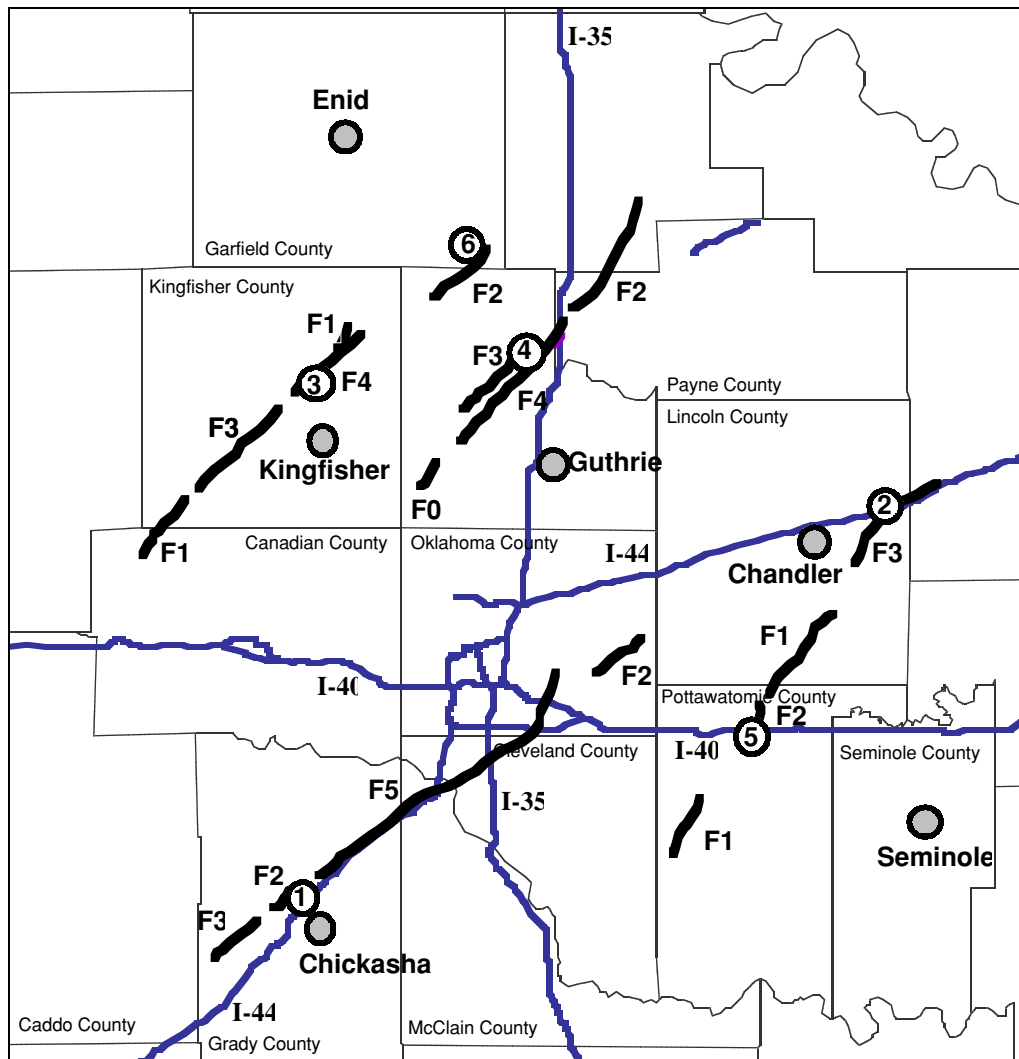 I-35
Enid
6
Garfield County
Kingfisher County
F2
F2
F1
F3
4
3
F4
F4
Payne County
Lincoln County
F3
Kingfisher
Guthrie
F0
2
F1
Canadian County
Oklahoma County
I-44
F3
Chandler
F1
F2
I-40
Pottawatomie County
F2
5
Cleveland County
I-40
Seminole County
F5
I-35
F1
Seminole
F2
1
F3
Chickasha
I-44
Caddo County
McClain County
Grady County